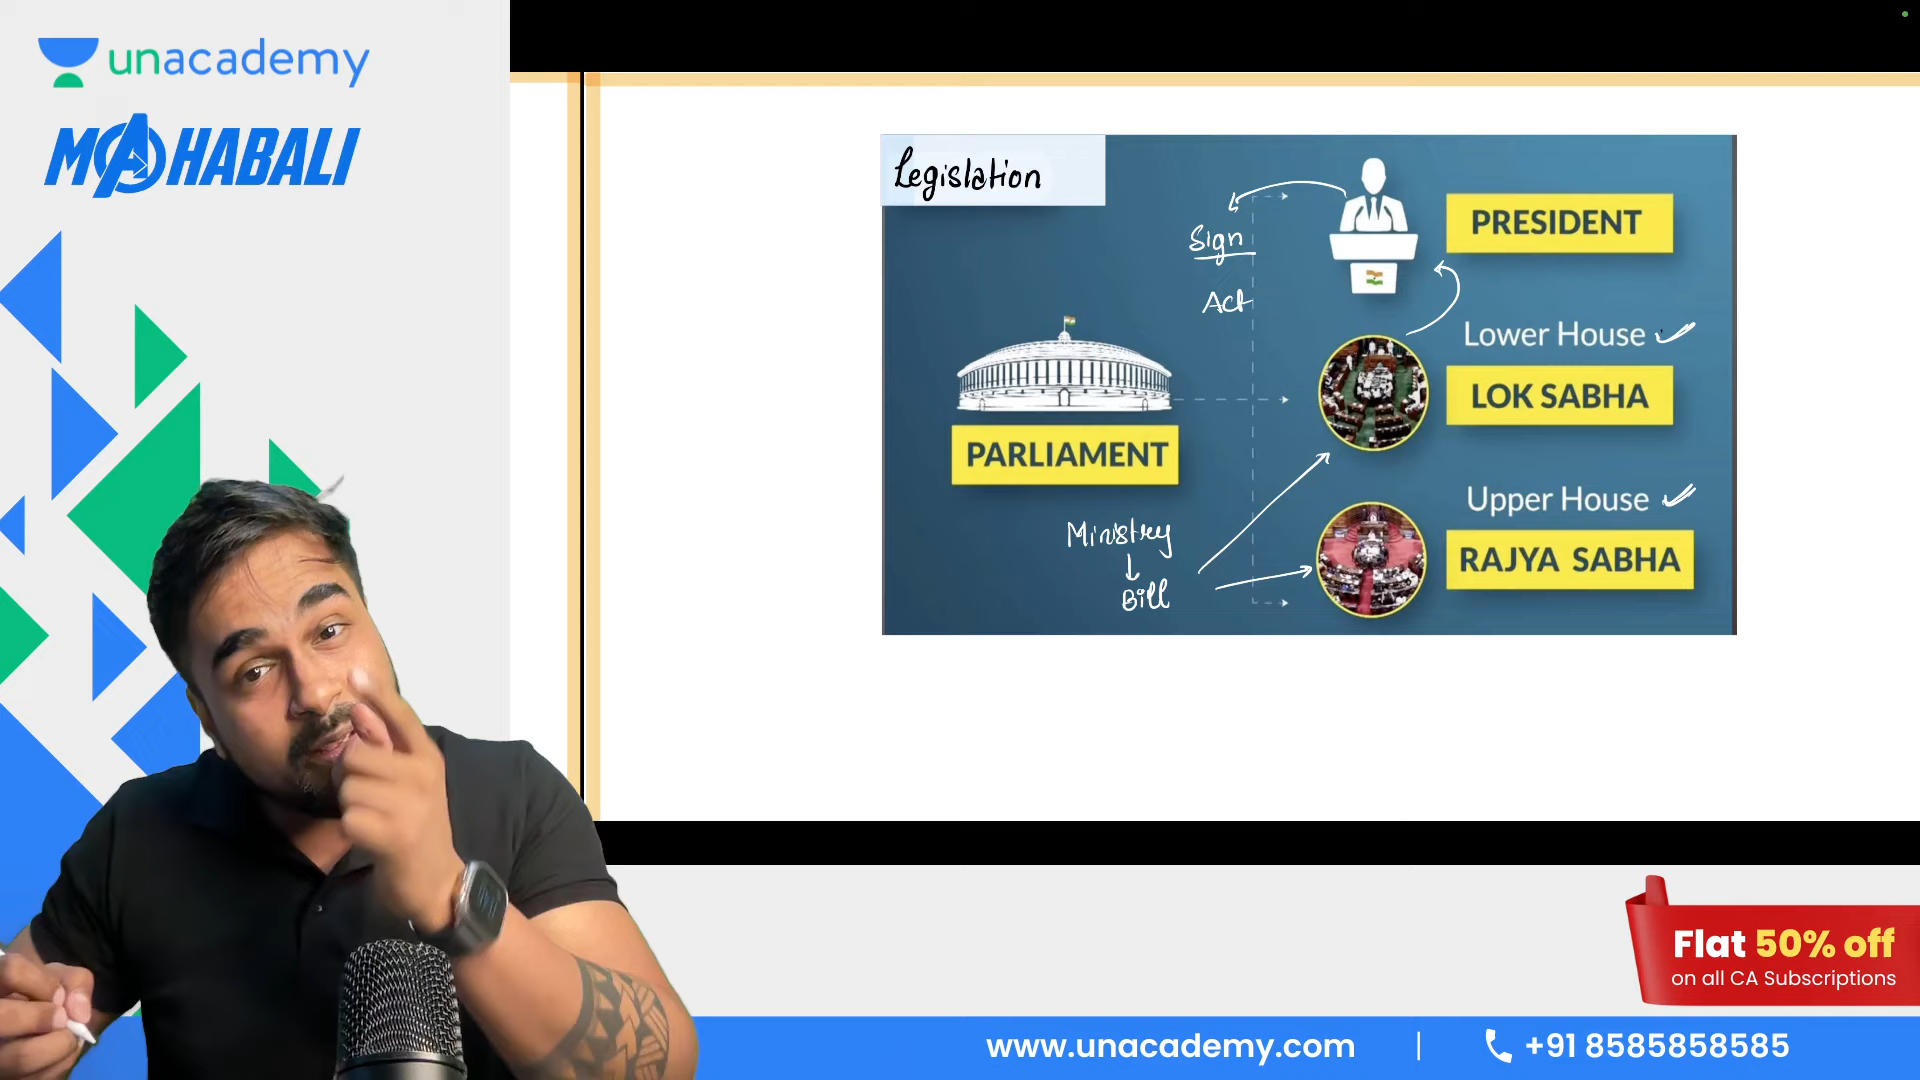 unacademy
MAHABALI
Legislation
Sign
Act
PRESIDENT
Lower House
LOK SABHA
PARLIAMENT
Upper House
RAJYA SABHA
Ministry
Bill
Flat 50% off
on all CA Subscriptions
www.unacademy.com | +91 8585858585